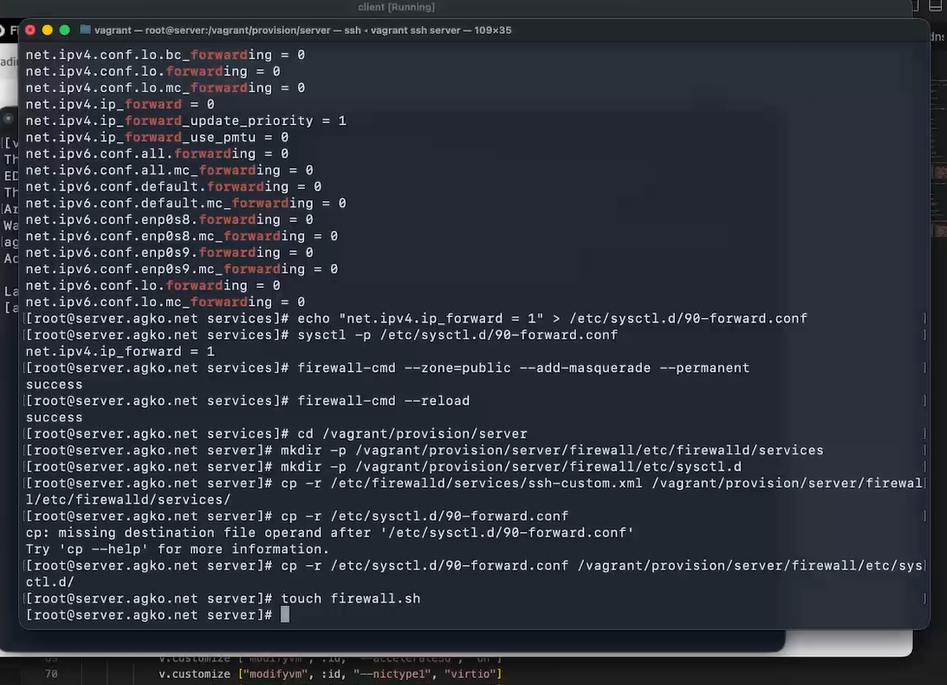 client [Running]
vagrant — root@server:/vagrant/provision/server — ssh ‹ vagrant ssh server — 109×35
net.ipv4.conf.lo.bc_forwarding = 0
net.ipv4.conf.lo.forwarding = 0
net.ipv4.conf.lo.mc_forwarding = 0
net.ipv4.ip_forward = 0
net.ipv4.ip_forward_update_priority = 1
net.ipv4.ip_forward_use_pmtu = 0
net.ipv6.conf.all.forwarding = 0
net.ipv6.conf.all.mc_forwarding = 0
net.ipv6.conf.default.forwarding = 0
net.ipv6.conf.default.mc_forwarding = 0
net.ipv6.conf.enp0s8.forwarding = 0
net.ipv6.conf.enp0s8.mc_forwarding = 0
net.ipv6.conf.enp0s9.forwarding = 0
net.ipv6.conf.enp0s9.mc_forwarding = 0
net.ipv6.conf.lo.forwarding = 0
net.ipv6.conf.lo.mc_forwarding = 0
[root@server.agko.net services]# echo "net.ipv4.ip_forward = 1" > /etc/sysctl.d/90-forward.conf
[root@server.agko.net services]# sysctl -p /etc/sysctl.d/90-forward.conf
net.ipv4.ip_forward = 1
[root@server.agko.net services]# firewall-cmd --zone=public --add-masquerade --permanent
success
[root@server.agko.net services]# firewall-cmd --reload
success
[root@server.agko.net services]# cd /vagrant/provision/server
[root@server.agko.net server]# mkdir -p /vagrant/provision/server/firewall/etc/firewalld/services
[root@server.agko.net server]# mkdir -p /vagrant/provision/server/firewall/etc/sysctl.d
[root@server.agko.net server]# cp -r /etc/firewalld/services/ssh-custom.xml /vagrant/provision/server/firewal
l/etc/firewalld/services/
[root@server.agko.net server]# cp -r /etc/sysctl.d/90-forward.conf
cp: missing destination file operand after '/etc/sysctl.d/90-forward.conf'
Try 'cp --help' for more information.
[root@server.agko.net server]# cp -r /etc/sysctl.d/90-forward.conf /vagrant/provision/server/firewall/etc/sys
ctl.d/
[root@server.agko.net server]# touch firewall.sh
[root@server.agko.net server]#
70 v.customize ["modifyvm", :id, "--nictype1", "virtio"]